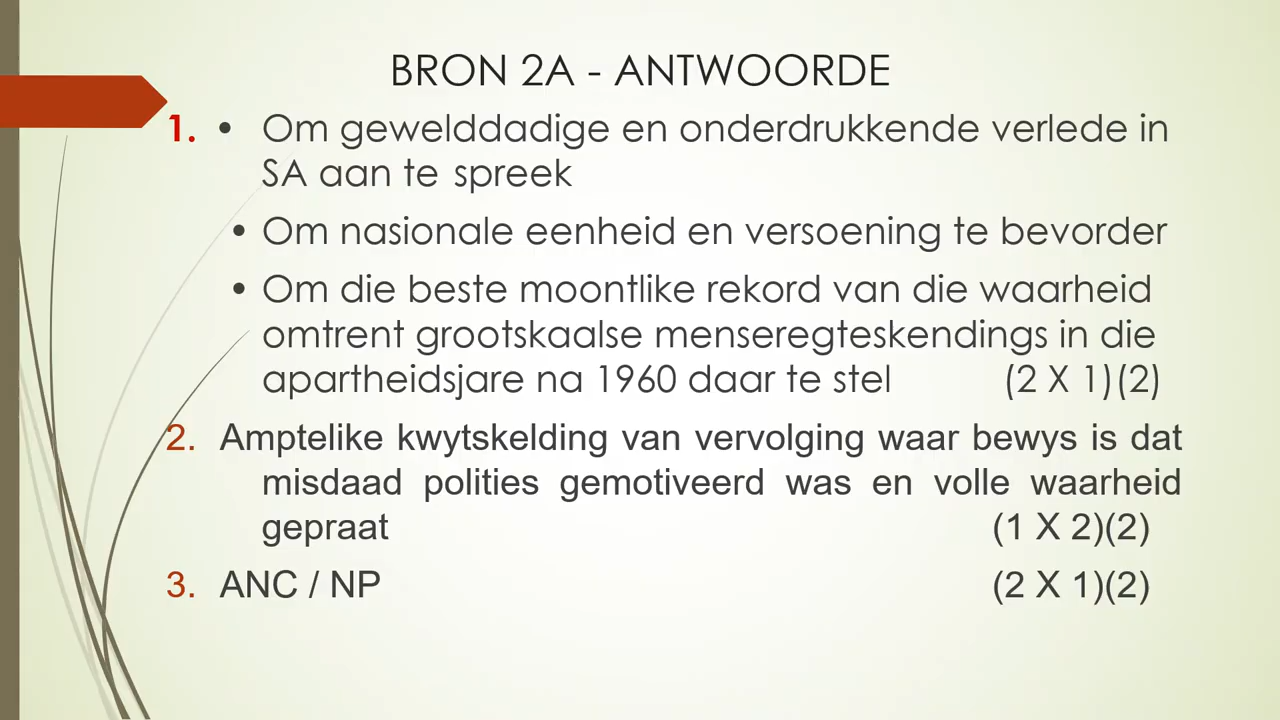 BRON 2A - ANTWOORDE
1. • Om gewelddadige en onderdrukkende verlede in
SA aan te spreek
• Om nasionale eenheid en versoening te bevorder
• Om die beste moontlike rekord van die waarheid
omtrent grootskaalse menseregteskendings in die
apartheidsjare na 1960 daar te stel (2 X 1)(2)
2. Amptelike kwytskelding van vervolging waar bewys is dat
misdaad polities gemotiveerd was en volle waarheid
gepraat (1 X 2)(2)
3. ANC / NP (2 X 1)(2)